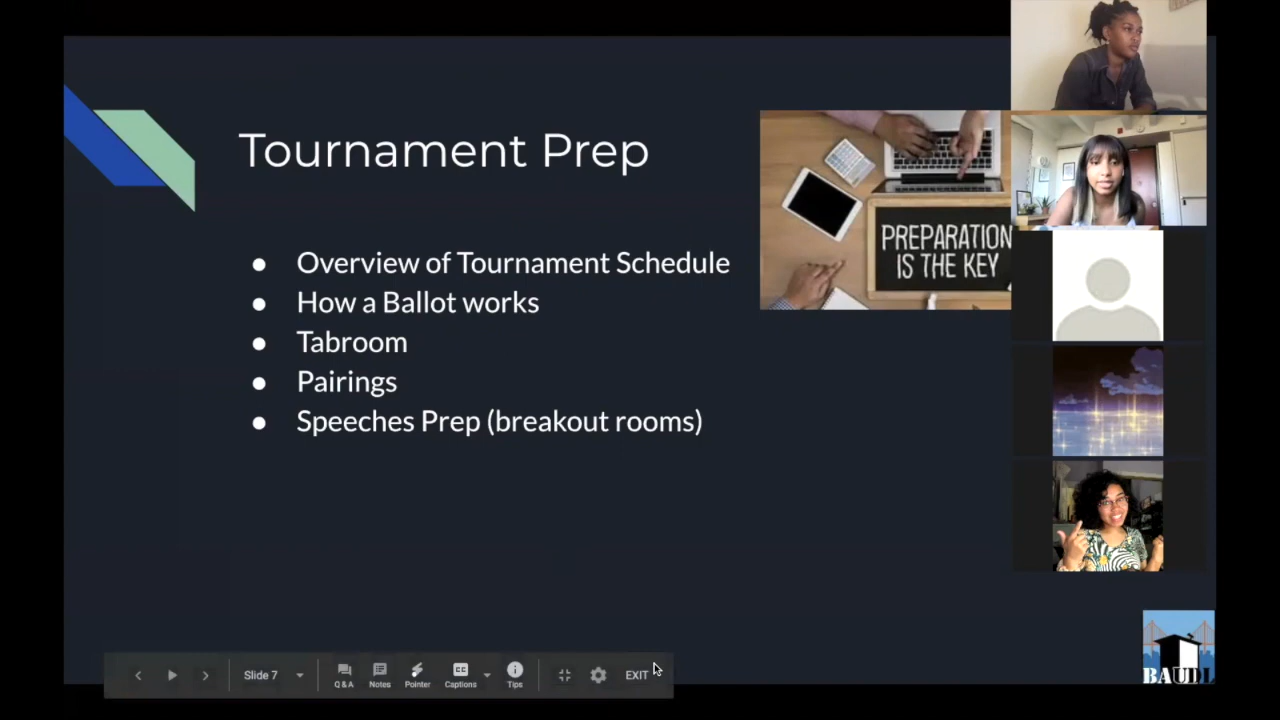 Tournament Prep
PREPARATION
IS THE KEY
● Overview of Tournament Schedule
● How a Ballot works
● Tabroom
● Pairings
● Speeches Prep (breakout rooms)
Slide 7
Q&A
Notes
Pointer
Captions
Tips
EXIT
BAUDL